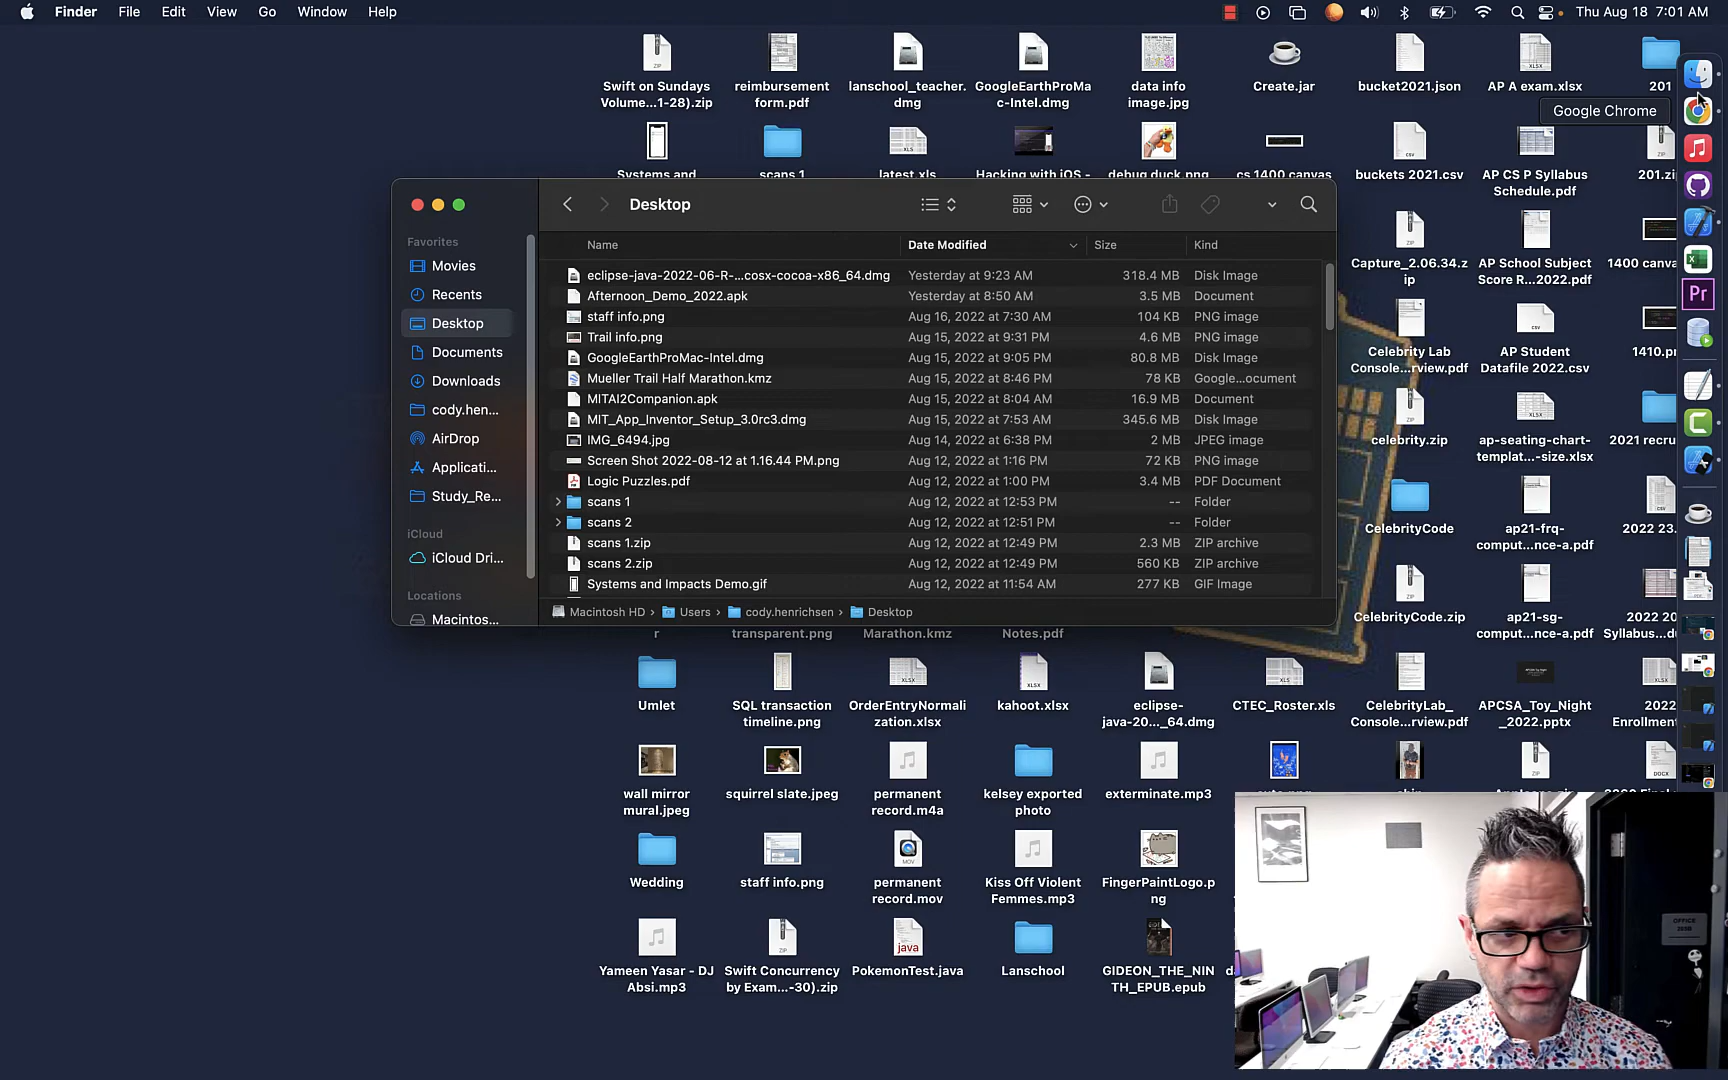 Finder File Edit View Go Window Help Thu Aug 18 7:01 AM
Swift on Sundays
Volume...1-28).zip
reimbursement
form.pdf
lanschool_teacher.
dmg
GoogleEarthProMa
c-Intel.dmg
data info
image.jpg
Create.jar
bucket2021.json
AP A exam.xlsx
201
Google Chrome
Systems and
scans 1
latest.xls
Hacking with iOS -
debug duck.png
cs 1400 canvas
buckets 2021.csv
AP CS P Syllabus
Schedule.pdf
201.zi
Desktop
Favorites
Movies
Recents
Desktop
Documents
Downloads
cody.hen...
AirDrop
Applicati...
Study_Re...
iCloud
iCloud Dri...
Locations
Macintos...
Name Date Modified Size Kind
eclipse-java-2022-06-R-...cosx-cocoa-x86_64.dmg Yesterday at 9:23 AM 318.4 MB Disk Image
Afternoon_Demo_2022.apk Yesterday at 8:50 AM 3.5 MB Document
staff info.png Aug 16, 2022 at 7:30 AM 104 KB PNG image
Trail info.png Aug 15, 2022 at 9:31 PM 4.6 MB PNG image
GoogleEarthProMac-Intel.dmg Aug 15, 2022 at 9:05 PM 80.8 MB Disk Image
Mueller Trail Half Marathon.kmz Aug 15, 2022 at 8:46 PM 78 KB Google...ocument
MITAI2Companion.apk Aug 15, 2022 at 8:04 AM 16.9 MB Document
MIT_App_Inventor_Setup_3.0rc3.dmg Aug 15, 2022 at 7:53 AM 345.6 MB Disk Image
IMG_6494.jpg Aug 14, 2022 at 6:38 PM 2 MB JPEG image
Screen Shot 2022-08-12 at 1.16.44 PM.png Aug 12, 2022 at 1:16 PM 72 KB PNG image
Logic Puzzles.pdf Aug 12, 2022 at 1:00 PM 3.4 MB PDF Document
scans 1 Aug 12, 2022 at 12:53 PM -- Folder
scans 2 Aug 12, 2022 at 12:51 PM -- Folder
scans 1.zip Aug 12, 2022 at 12:49 PM 2.3 MB ZIP archive
scans 2.zip Aug 12, 2022 at 12:49 PM 560 KB ZIP archive
Systems and Impacts Demo.gif Aug 12, 2022 at 11:54 AM 277 KB GIF Image
Macintosh HD › Users › cody.henrichsen › Desktop
Capture_2.06.34.z
ip
AP School Subject
Score R...2022.pdf
1400 canva
Celebrity Lab
Console...rview.pdf
AP Student
Datafile 2022.csv
1410.pr
celebrity.zip
ap-seating-chart-
templat...-size.xlsx
2021 recru
CelebrityCode
ap21-frq-
comput...nce-a.pdf
2022 23
CelebrityCode.zip
ap21-sg-
comput...nce-a.pdf
2022 20
Syllabus...d
r
transparent.png
Marathon.kmz
Notes.pdf
Umlet
SQL transaction
timeline.png
OrderEntryNormali
zation.xlsx
kahoot.xlsx
eclipse-
java-20..._64.dmg
CTEC_Roster.xls
CelebrityLab_
Console...rview.pdf
APCSA_Toy_Night
_2022.pptx
2022
Enrollment
wall mirror
mural.jpeg
squirrel slate.jpeg
permanent
record.m4a
kelsey exported
photo
exterminate.mp3
Wedding
staff info.png
permanent
record.mov
Kiss Off Violent
Femmes.mp3
FingerPaintLogo.p
ng
Yameen Yasar - DJ
Absi.mp3
Swift Concurrency
by Exam...-30).zip
PokemonTest.java
Lanschool
GIDEON_THE_NIN
TH_EPUB.epub
OFFICE